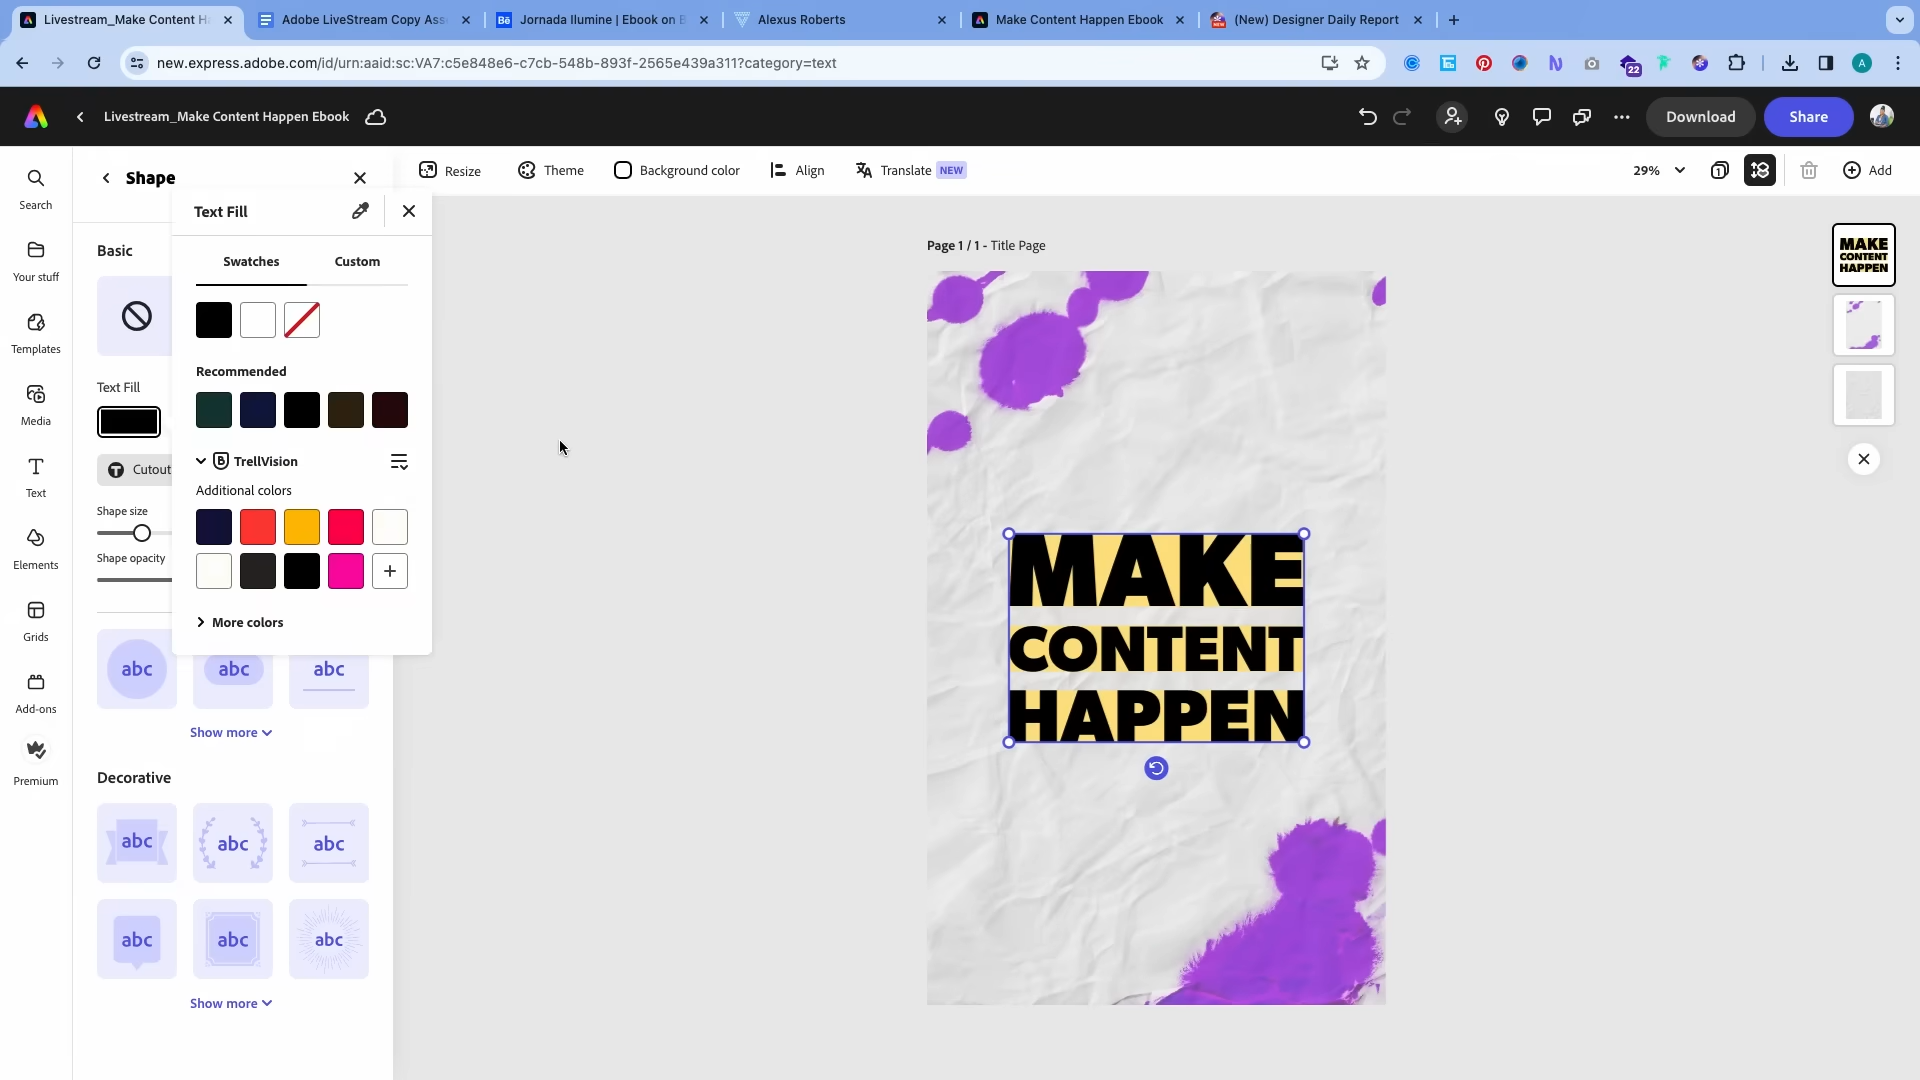 Livestream_Make Content H
Adobe LiveStream Copy Ass
Bē Jornada Ilumine | Ebook on B
Alexus Roberts
Make Content Happen Ebook
(New) Designer Daily Report
new.express.adobe.com/id/urn:aaid:sc:VA7:c5e848e6-c7cb-548b-893f-2565e439a311?category=text
22
A
Livestream_Make Content Happen Ebook
Download
Share
Search
Your stuff
Templates
Media
Text
Elements
Grids
Add-ons
Premium
Shape
Basic
Text Fill
Cutout
Shape size
Shape opacity
abc
abc
abc
Show more
Decorative
abc
abc
abc
abc
abc
abc
Show more
Text Fill
Swatches
Custom
Recommended
B TrellVision
Additional colors
More colors
Resize
Theme
Background color
Align
Translate NEW
29%
1
Add
Page 1 / 1 - Title Page
MAKE
CONTENT
HAPPEN
MAKE
CONTENT
HAPPEN